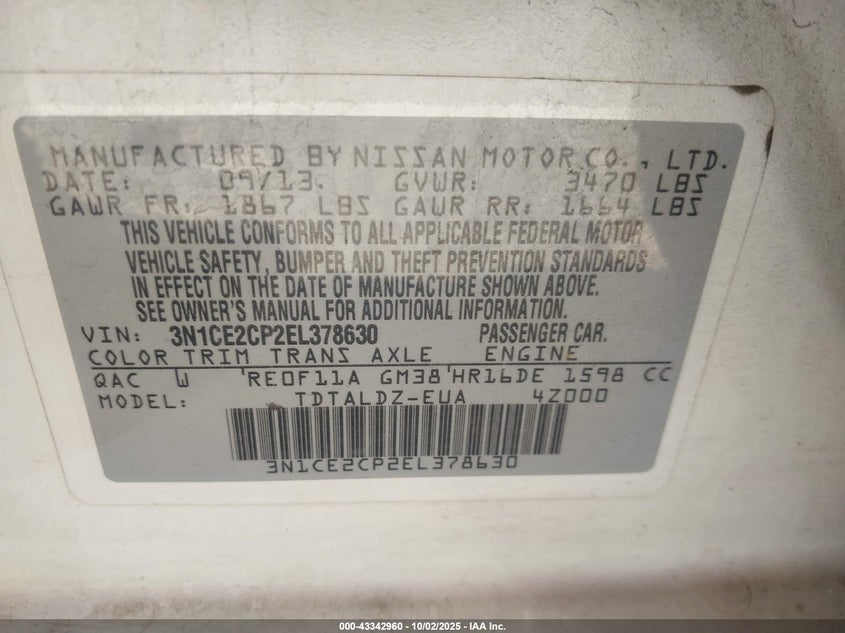 MANUFACTURED BY NISSAN MOTOR CO., LTD.
DATE: 09/13. GVWR: 3470 LBS
GAWR FR: 1867 LBS GAWR RR: 1664 LBS
THIS VEHICLE CONFORMS TO ALL APPLICABLE FEDERAL MOTOR
VEHICLE SAFETY, BUMPER AND THEFT PREVENTION STANDARDS
IN EFFECT ON THE DATE OF MANUFACTURE SHOWN ABOVE.
SEE OWNER'S MANUAL FOR ADDITIONAL INFORMATION.
VIN: 3N1CE2CP2EL378630 PASSENGER CAR.
COLOR TRIM TRANS AXLE ENGINE
QAC W 'RE0F11A GM38'HR16DE 1598 CC
MODEL: TDTALDZ-EUA 4Z000
3N1CE2CP2EL378630
000-43342960 - 10/02/2025 - IAA Inc.